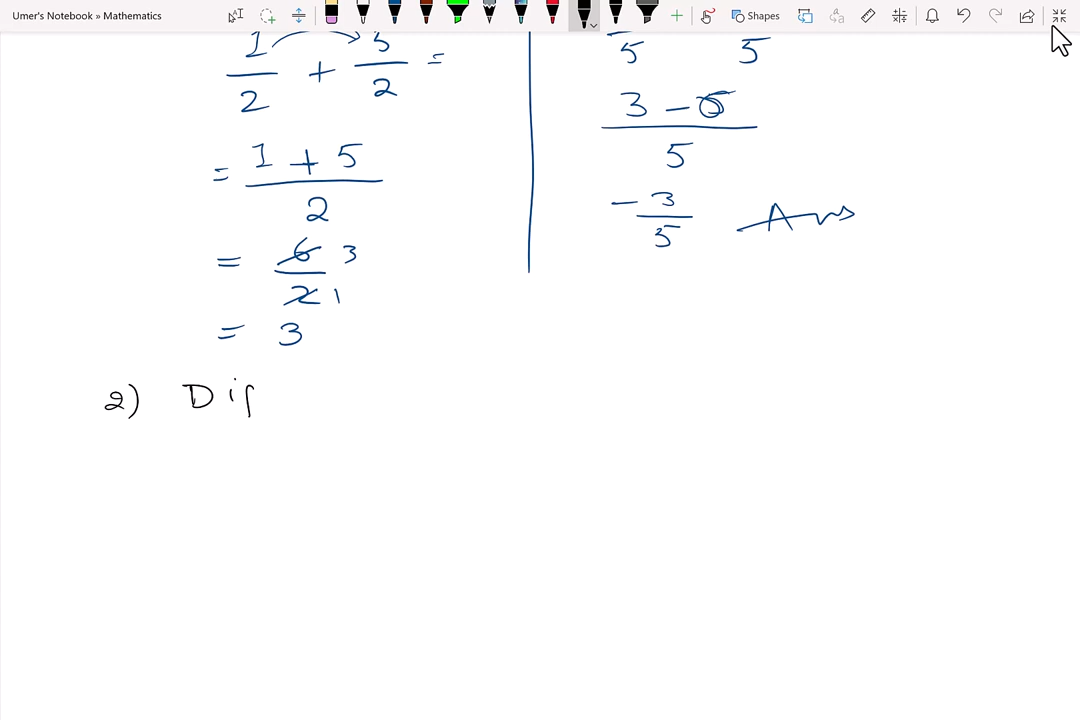 Umer's Notebook » Mathematics
Shapes
1/2 + 5/2 =
= 1 + 5 / 2
= 6/2 3 1
= 3
5 5
3 - 6 / 5
- 3/5 Ans
2) Dif